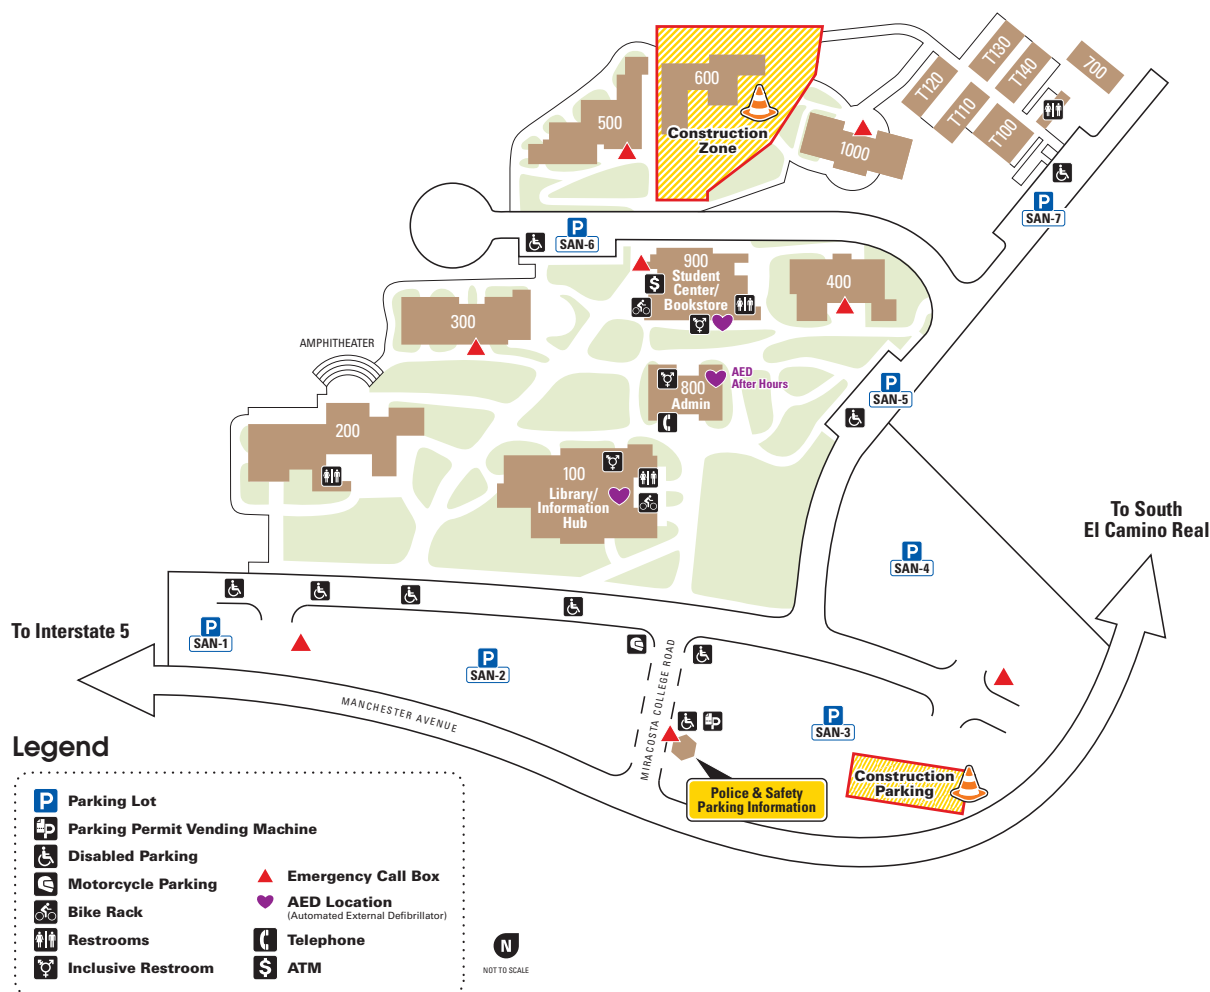 T130
T140
700
T120
T110
T100
600
500
Construction
Zone
1000
P
SAN-7
P
SAN-6
900
Student
Center/
Bookstore
$
400
300
AMPHITHEATER
AED
After Hours
800
Admin
P
SAN-5
200
100
Library/
Information
Hub
To South
El Camino Real
P
SAN-4
To Interstate 5
P
SAN-1
P
SAN-2
MIRACOSTA COLLEGE ROAD
MANCHESTER AVENUE
P
P
SAN-3
Construction
Parking
Police & Safety
Parking Information
Legend
P Parking Lot
P Parking Permit Vending Machine
Disabled Parking
Motorcycle Parking
Bike Rack
Restrooms
Inclusive Restroom
Emergency Call Box
AED Location
(Automated External Defibrillator)
Telephone
$ ATM
N
NOT TO SCALE